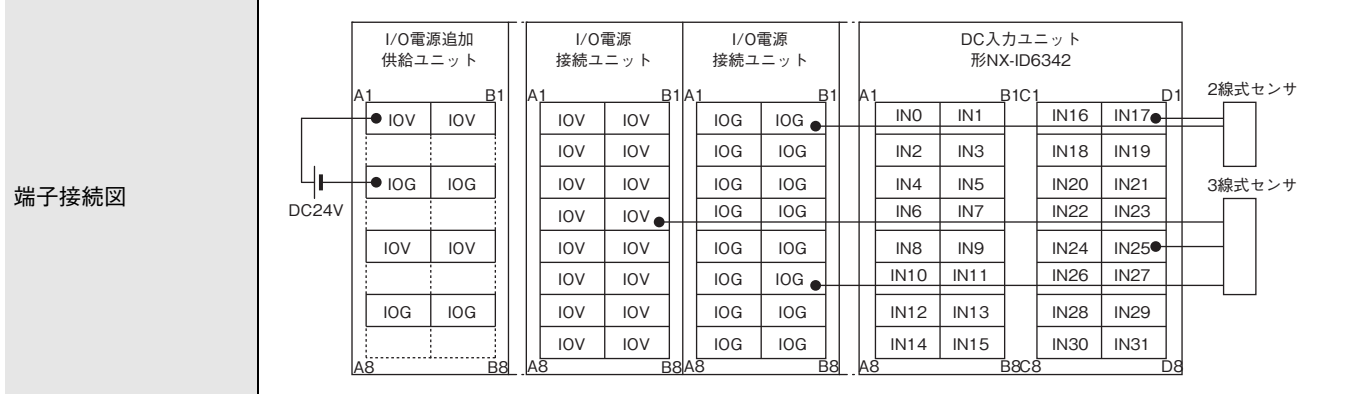 端子接続図
I/O電源追加
供給ユニット
I/O電源
接続ユニット
I/O電源
接続ユニット
DC入力ユニット
形NX-ID6342
2線式センサ
3線式センサ
DC24V
A1 B1 A1 B1 A1 B1 A1 B1 C1 D1
IOV IOV IOV IOV IOG IOG IN0 IN1 IN16 IN17
IOV IOV IOG IOG IN2 IN3 IN18 IN19
IOG IOG IOV IOV IOG IOG IN4 IN5 IN20 IN21
IOV IOV IOG IOG IN6 IN7 IN22 IN23
IOV IOV IOV IOV IOG IOG IN8 IN9 IN24 IN25
IOV IOV IOG IOG IN10 IN11 IN26 IN27
IOG IOG IOV IOV IOG IOG IN12 IN13 IN28 IN29
IOV IOV IOG IOG IN14 IN15 IN30 IN31
A8 B8 A8 B8 A8 B8 A8 B8 C8 D8